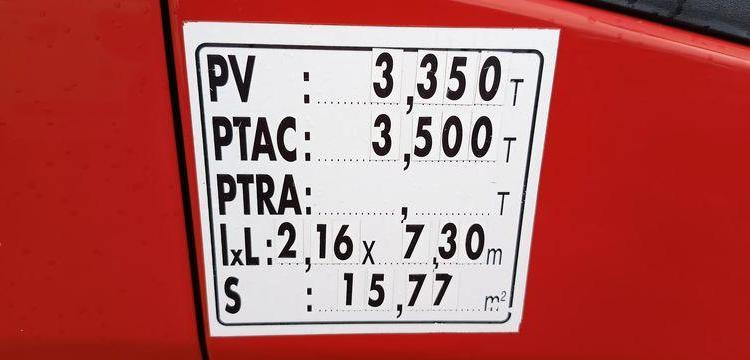 PV : 3,350 T
PTAC: 3,500 T
PTRA: , T
lxL: 2,16 x 7,30 m
S : 15,77 m²